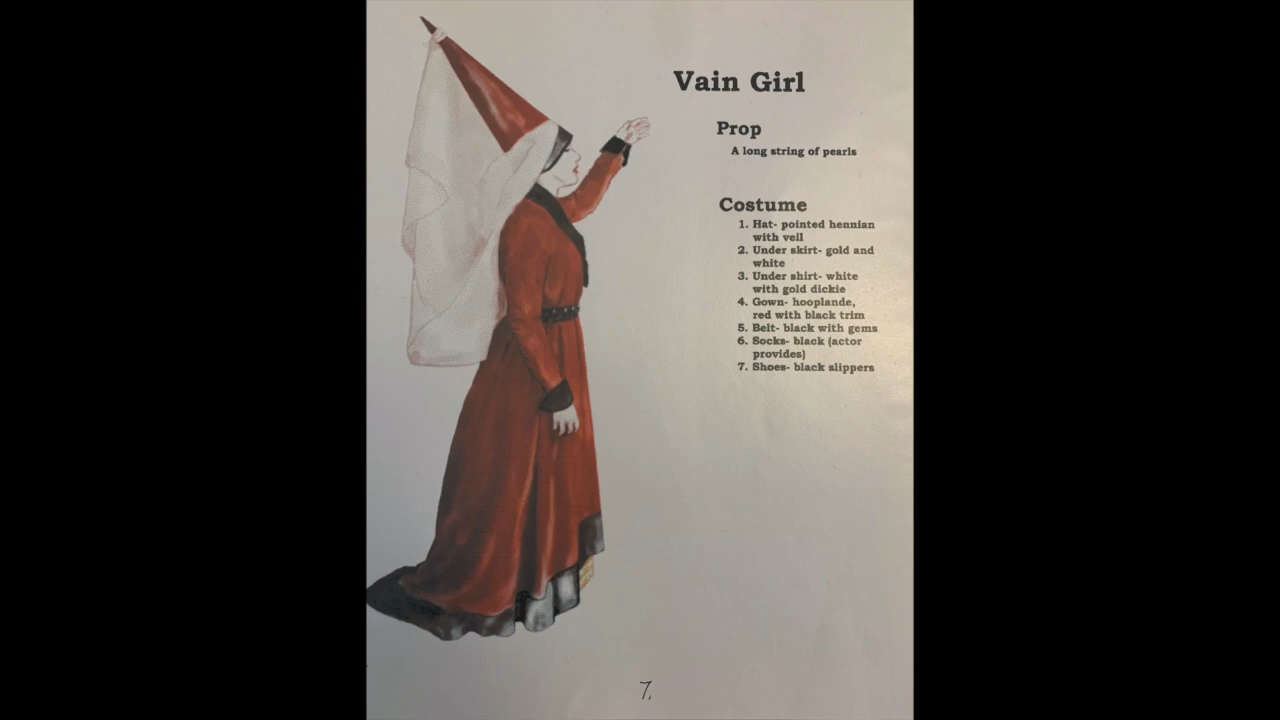 Vain Girl
Prop
A long string of pearls
Costume
1. Hat- pointed hennian
with veil
2. Under skirt- gold and
white
3. Under shirt- white
with gold dickie
4. Gown- hooplande,
red with black trim
5. Belt- black with gems
6. Socks- black (actor
provides)
7. Shoes- black slippers
7.